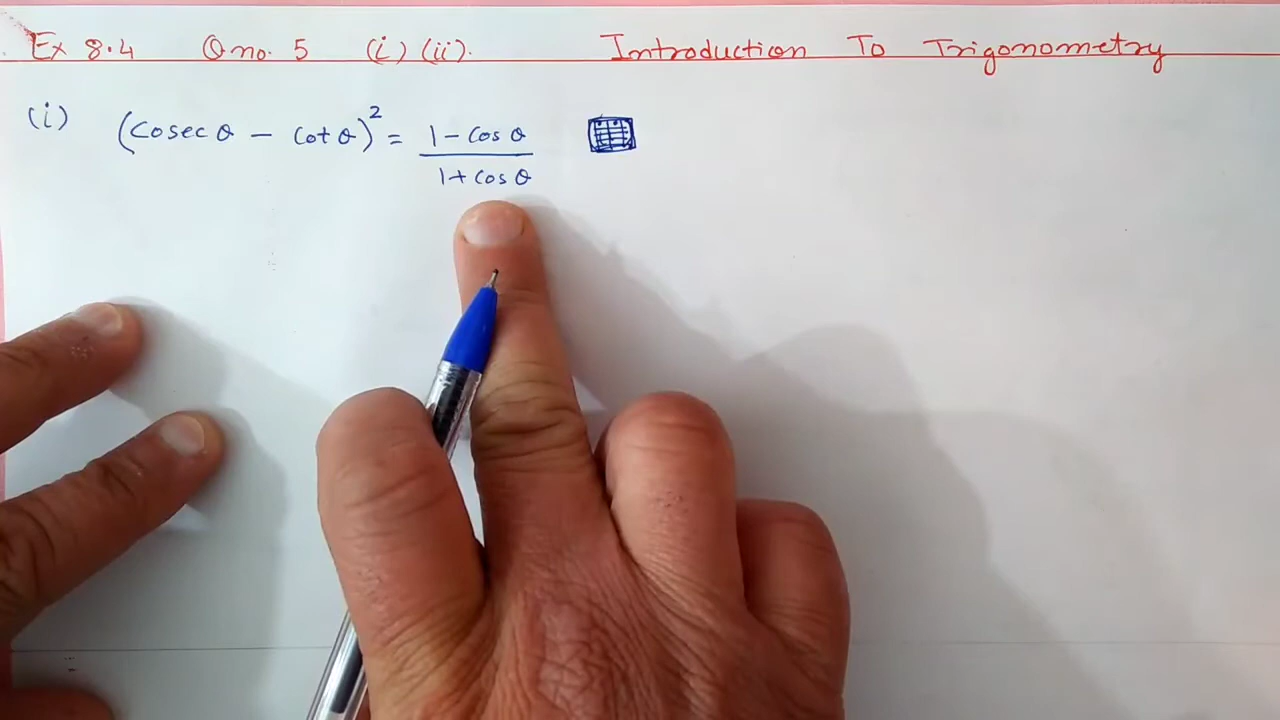 Ex 8.4 Q no. 5 (i) (ii). Introduction To Trigonometry
(i) (Cosec θ - Cot θ)² = 1 - Cos θ
1 + Cos θ